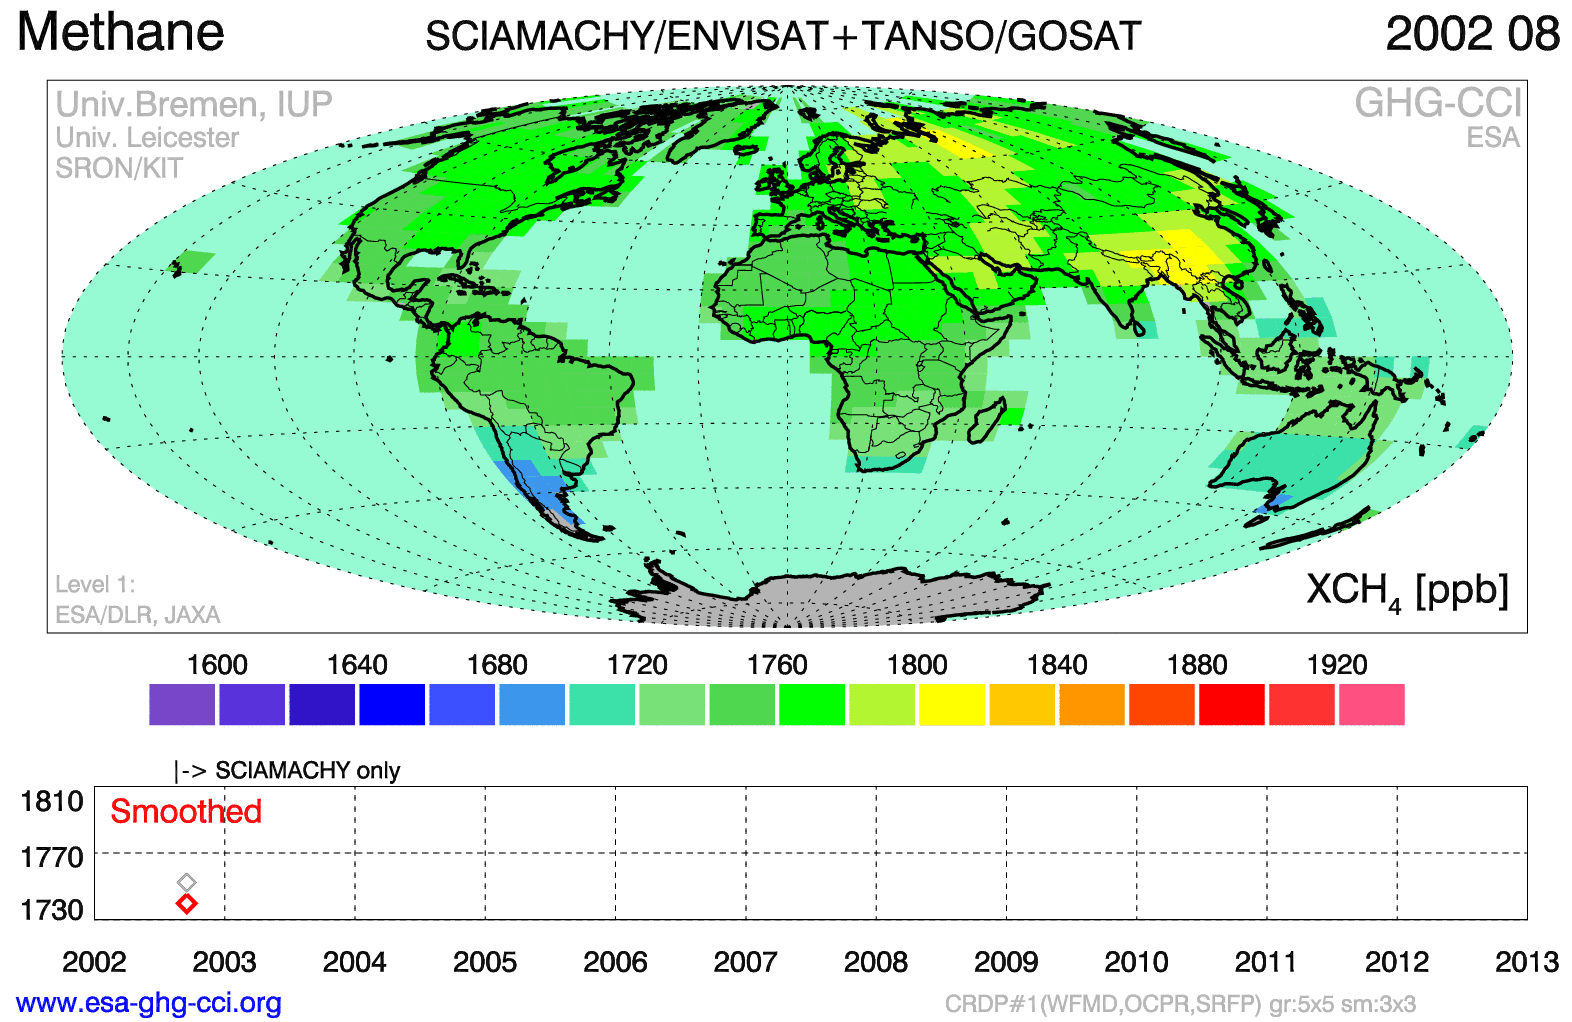 Methane
SCIAMACHY/ENVISAT+TANSO/GOSAT
2002 08
Univ.Bremen, IUP
Univ. Leicester
SRON/KIT
GHG-CCI
ESA
Level 1:
ESA/DLR, JAXA
XCH4 [ppb]
1600 1640 1680 1720 1760 1800 1840 1880 1920
|-> SCIAMACHY only
1810
Smoothed
1770
1730
2002 2003 2004 2005 2006 2007 2008 2009 2010 2011 2012 2013
www.esa-ghg-cci.org
CRDP#1(WFMD,OCPR,SRFP) gr:5x5 sm:3x3